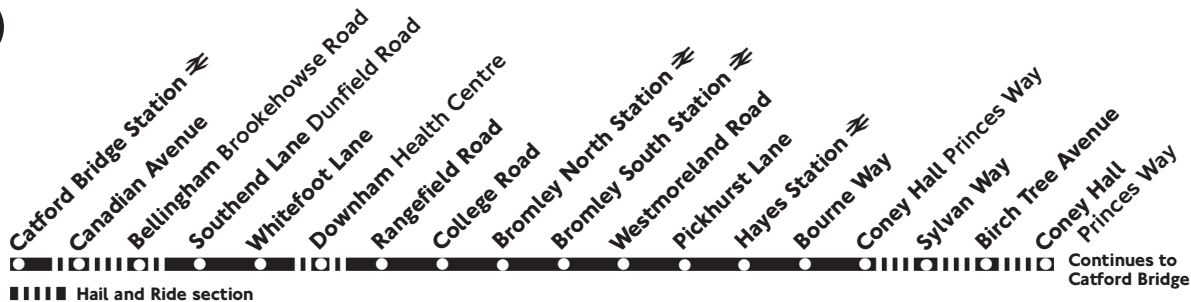 Catford Bridge Station
Canadian Avenue
Bellingham Brookehowse Road
Southend Lane Dunfield Road
Whitefoot Lane
Downham Health Centre
Rangefield Road
College Road
Bromley North Station
Bromley South Station
Westmoreland Road
Pickhurst Lane
Hayes Station
Bourne Way
Coney Hall Princes Way
Sylvan Way
Birch Tree Avenue
Coney Hall
Princes Way
Continues to
Catford Bridge
Hail and Ride section